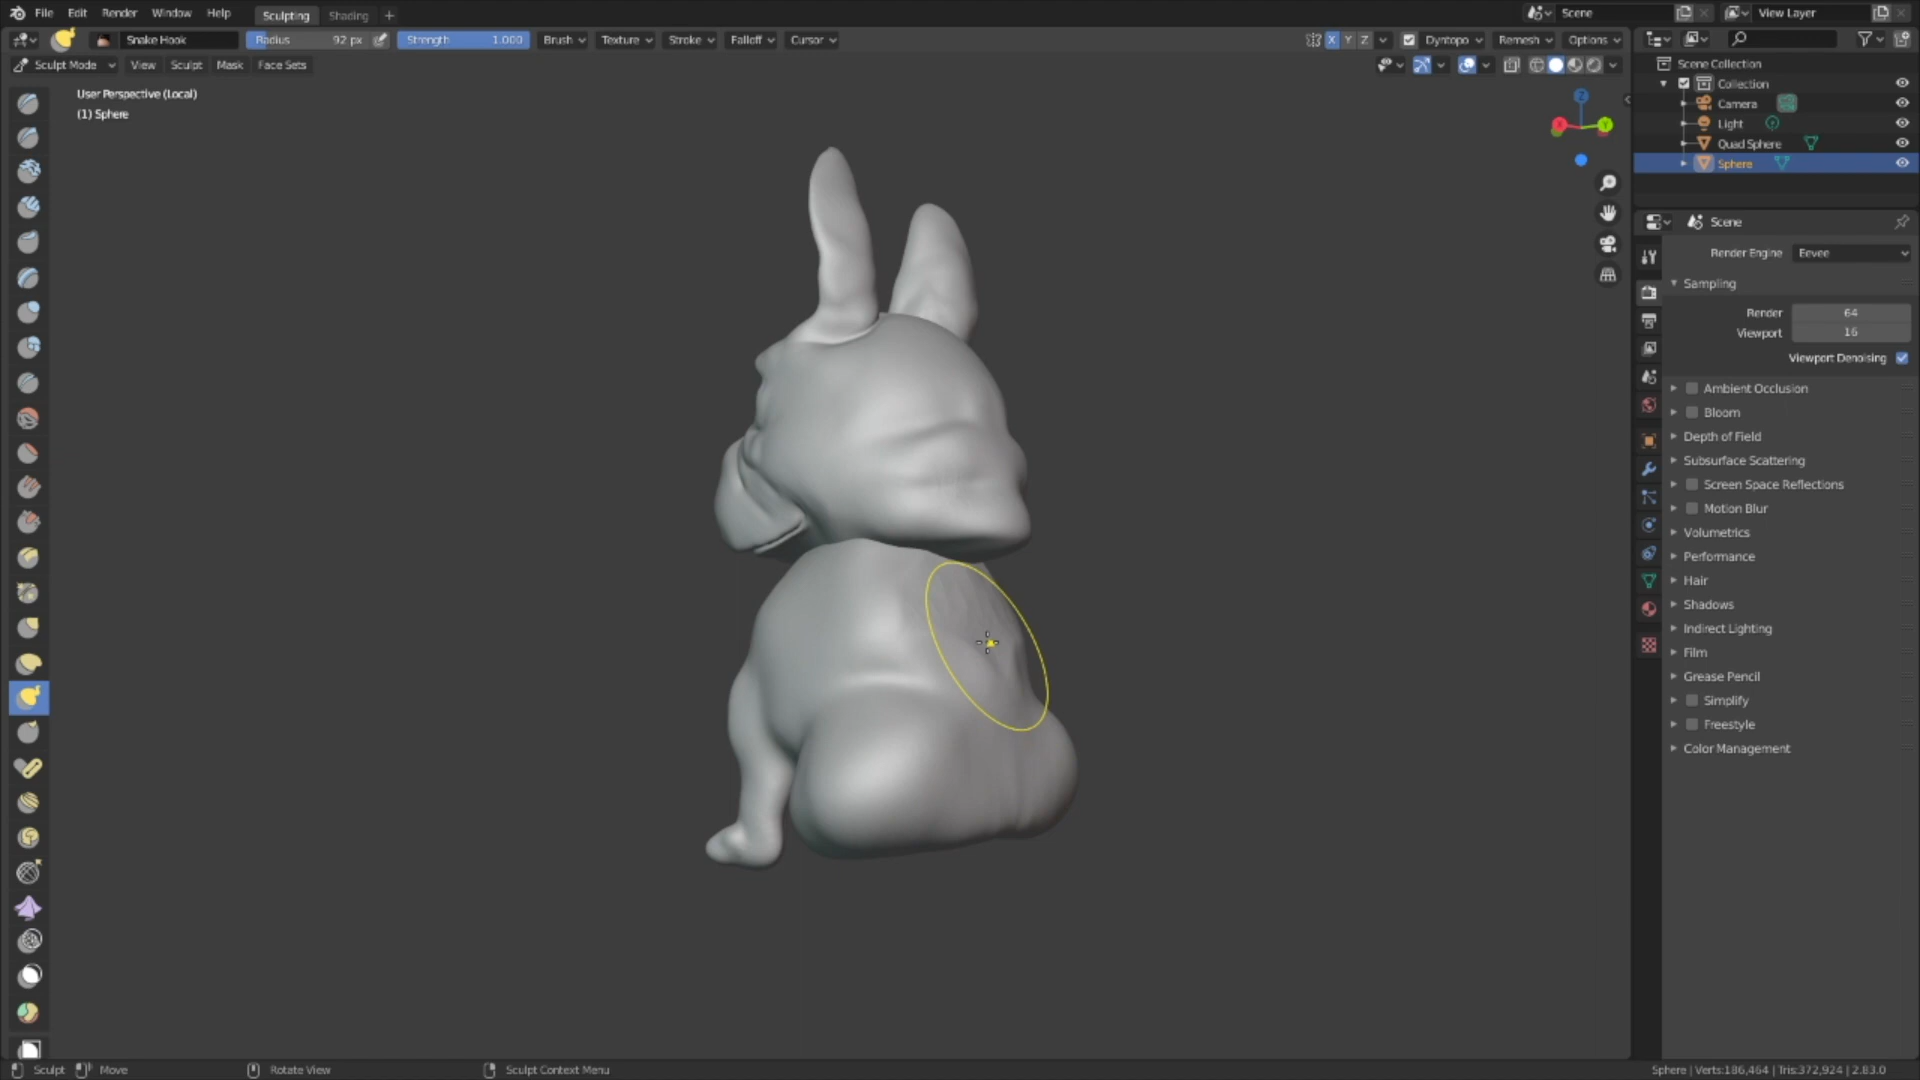 File Edit Render Window Help Sculpting Shading + Scene View Layer
Snake Hook Radius 92 px Strength 1.000 Brush Texture Stroke Falloff Cursor X Y Z Dyntopo Remesh Options
Sculpt Mode View Sculpt Mask Face Sets
User Perspective (Local)
(1) Sphere
Z
X
Y
Scene Collection
Collection
Camera
Light
Quad Sphere
Sphere
Scene
Render Engine Eevee
Sampling
Render 64
Viewport 16
Viewport Denoising
Ambient Occlusion
Bloom
Depth of Field
Subsurface Scattering
Screen Space Reflections
Motion Blur
Volumetrics
Performance
Hair
Shadows
Indirect Lighting
Film
Grease Pencil
Simplify
Freestyle
Color Management
Sculpt Move Rotate View Sculpt Context Menu Sphere | Verts:186,464 | Tris:372,924 | 2.83.0